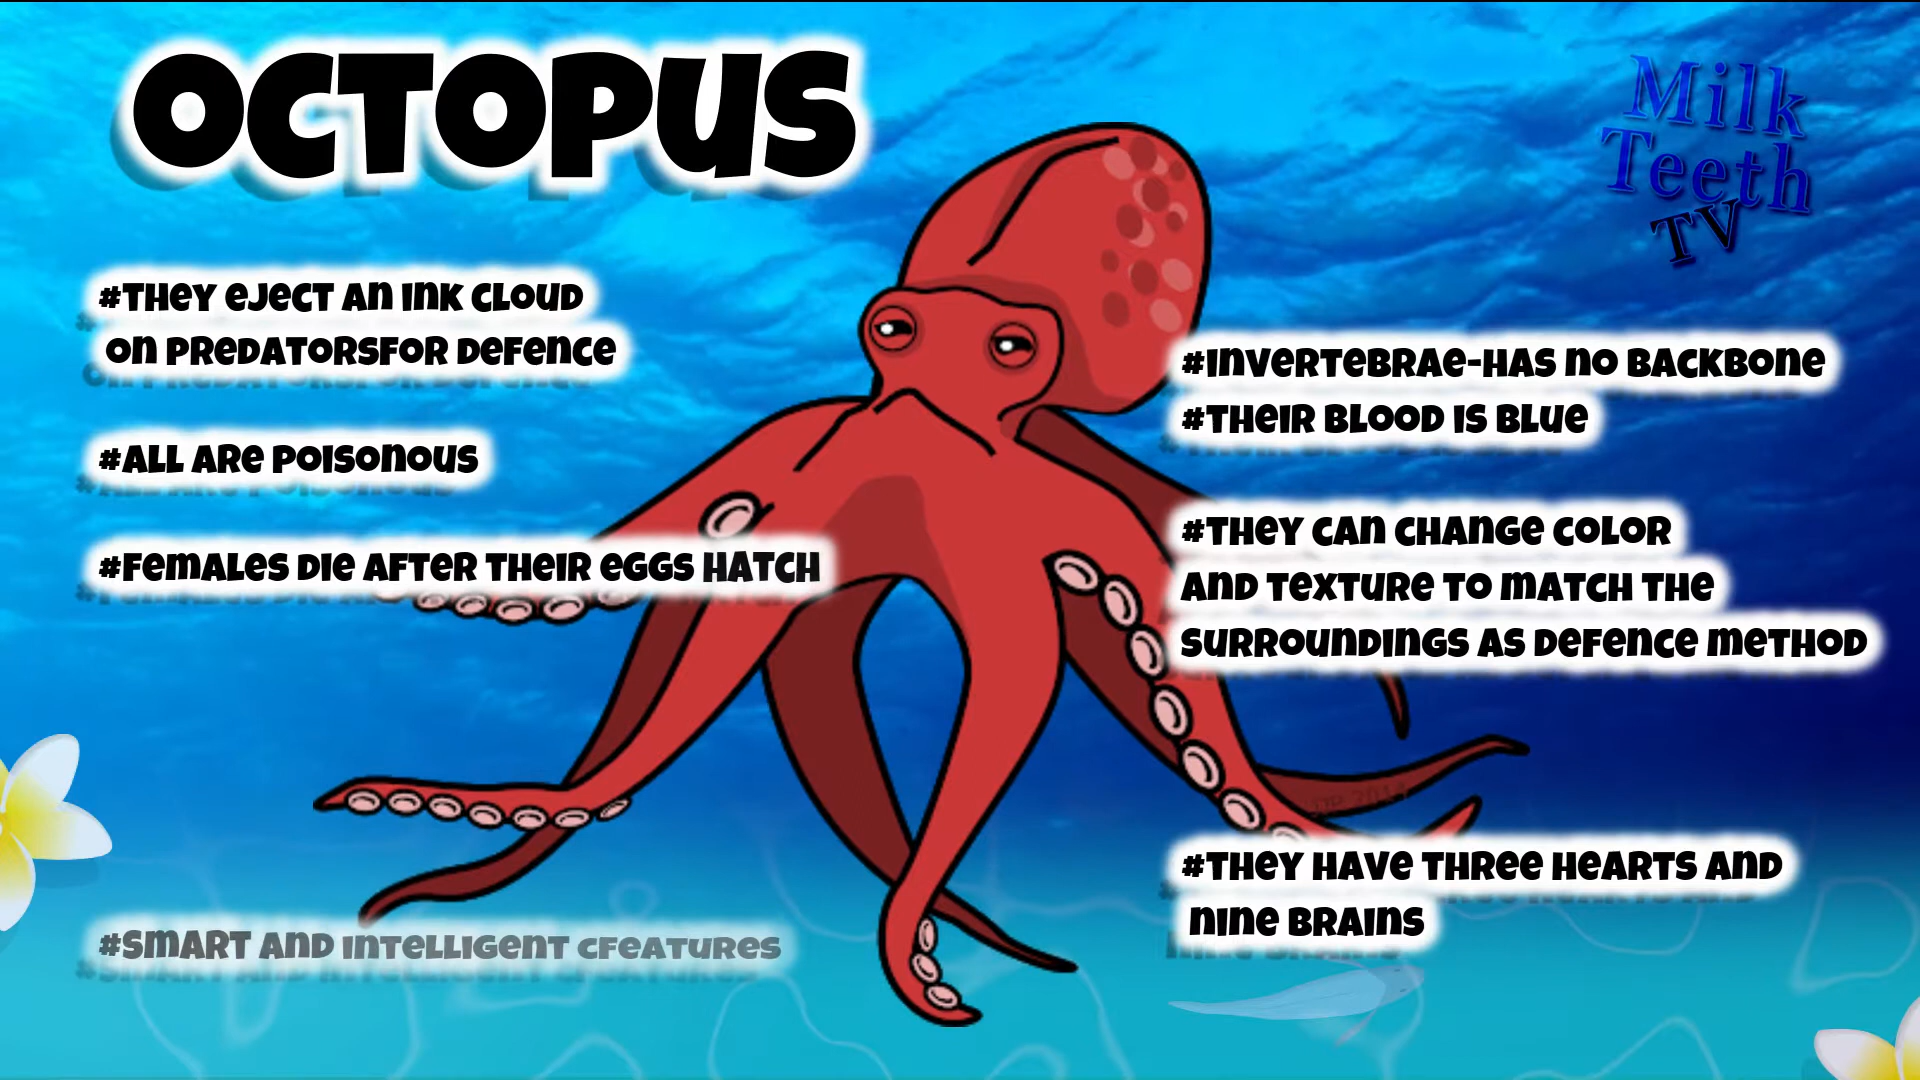 OCTOPUS
Milk
Teeth
TV
#THEY EJECT AN INK CLOUD
ON PREDATORSFOR DEFENCE
#ALL ARE POISONOUS
#FEMALES DIE AFTER THEIR EGGS HATCH
#SMART AND INTELLIGENT CFEATURES
#INVERTEBRAE-HAS NO BACKBONE
#THEIR BLOOD IS BLUE
#THEY CAN CHANGE COLOR
AND TEXTURE TO MATCH THE
SURROUNDINGS AS DEFENCE METHOD
#THEY HAVE THREE HEARTS AND
NINE BRAINS